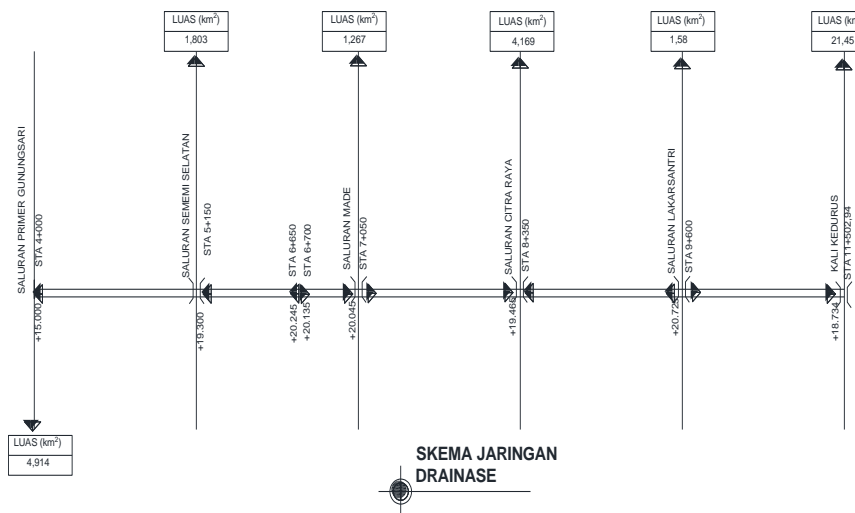 LUAS (km²)
1,803
LUAS (km²)
1,267
LUAS (km²)
4,169
LUAS (km²)
1,58
LUAS (km
21,45
SALURAN PRIMER GUNUNGSARI
STA 4+000
+15.000
SALURAN SEMEMI SELATAN
STA 5+150
+19.300
STA 6+650
STA 6+700
+20.245
+20.135
SALURAN MADE
STA 7+050
+20.045
SALURAN CITRA RAYA
STA 8+350
+19.466
SALURAN LAKARSANTRI
STA 9+600
+20.72
KALI KEDURUS
STA 11+502,94
+18.734
LUAS (km²)
4,914
SKEMA JARINGAN
DRAINASE